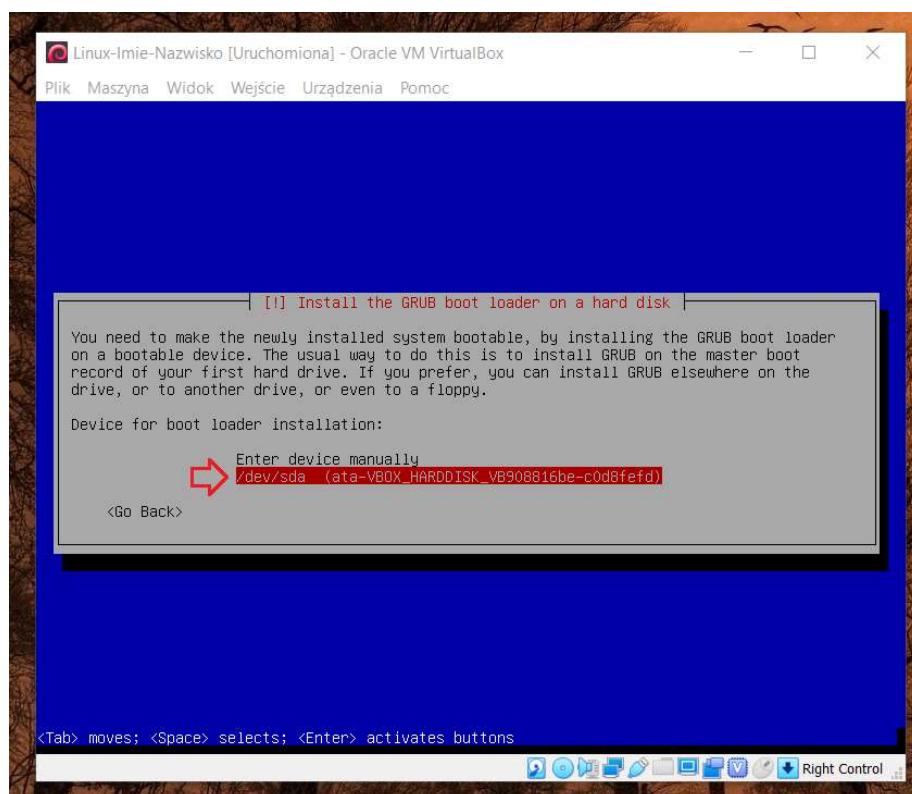 Linux-Imie-Nazwisko [Uruchomiona] - Oracle VM VirtualBox
Plik Maszyna Widok Wejście Urządzenia Pomoc
[!] Install the GRUB boot loader on a hard disk
You need to make the newly installed system bootable, by installing the GRUB boot loader
on a bootable device. The usual way to do this is to install GRUB on the master boot
record of your first hard drive. If you prefer, you can install GRUB elsewhere on the
drive, or to another drive, or even to a floppy.
Device for boot loader installation:
Enter device manually
/dev/sda (ata-VBOX_HARDDISK_VB908816be-c0d8fefd)
<Go Back>
<Tab> moves; <Space> selects; <Enter> activates buttons
Right Control